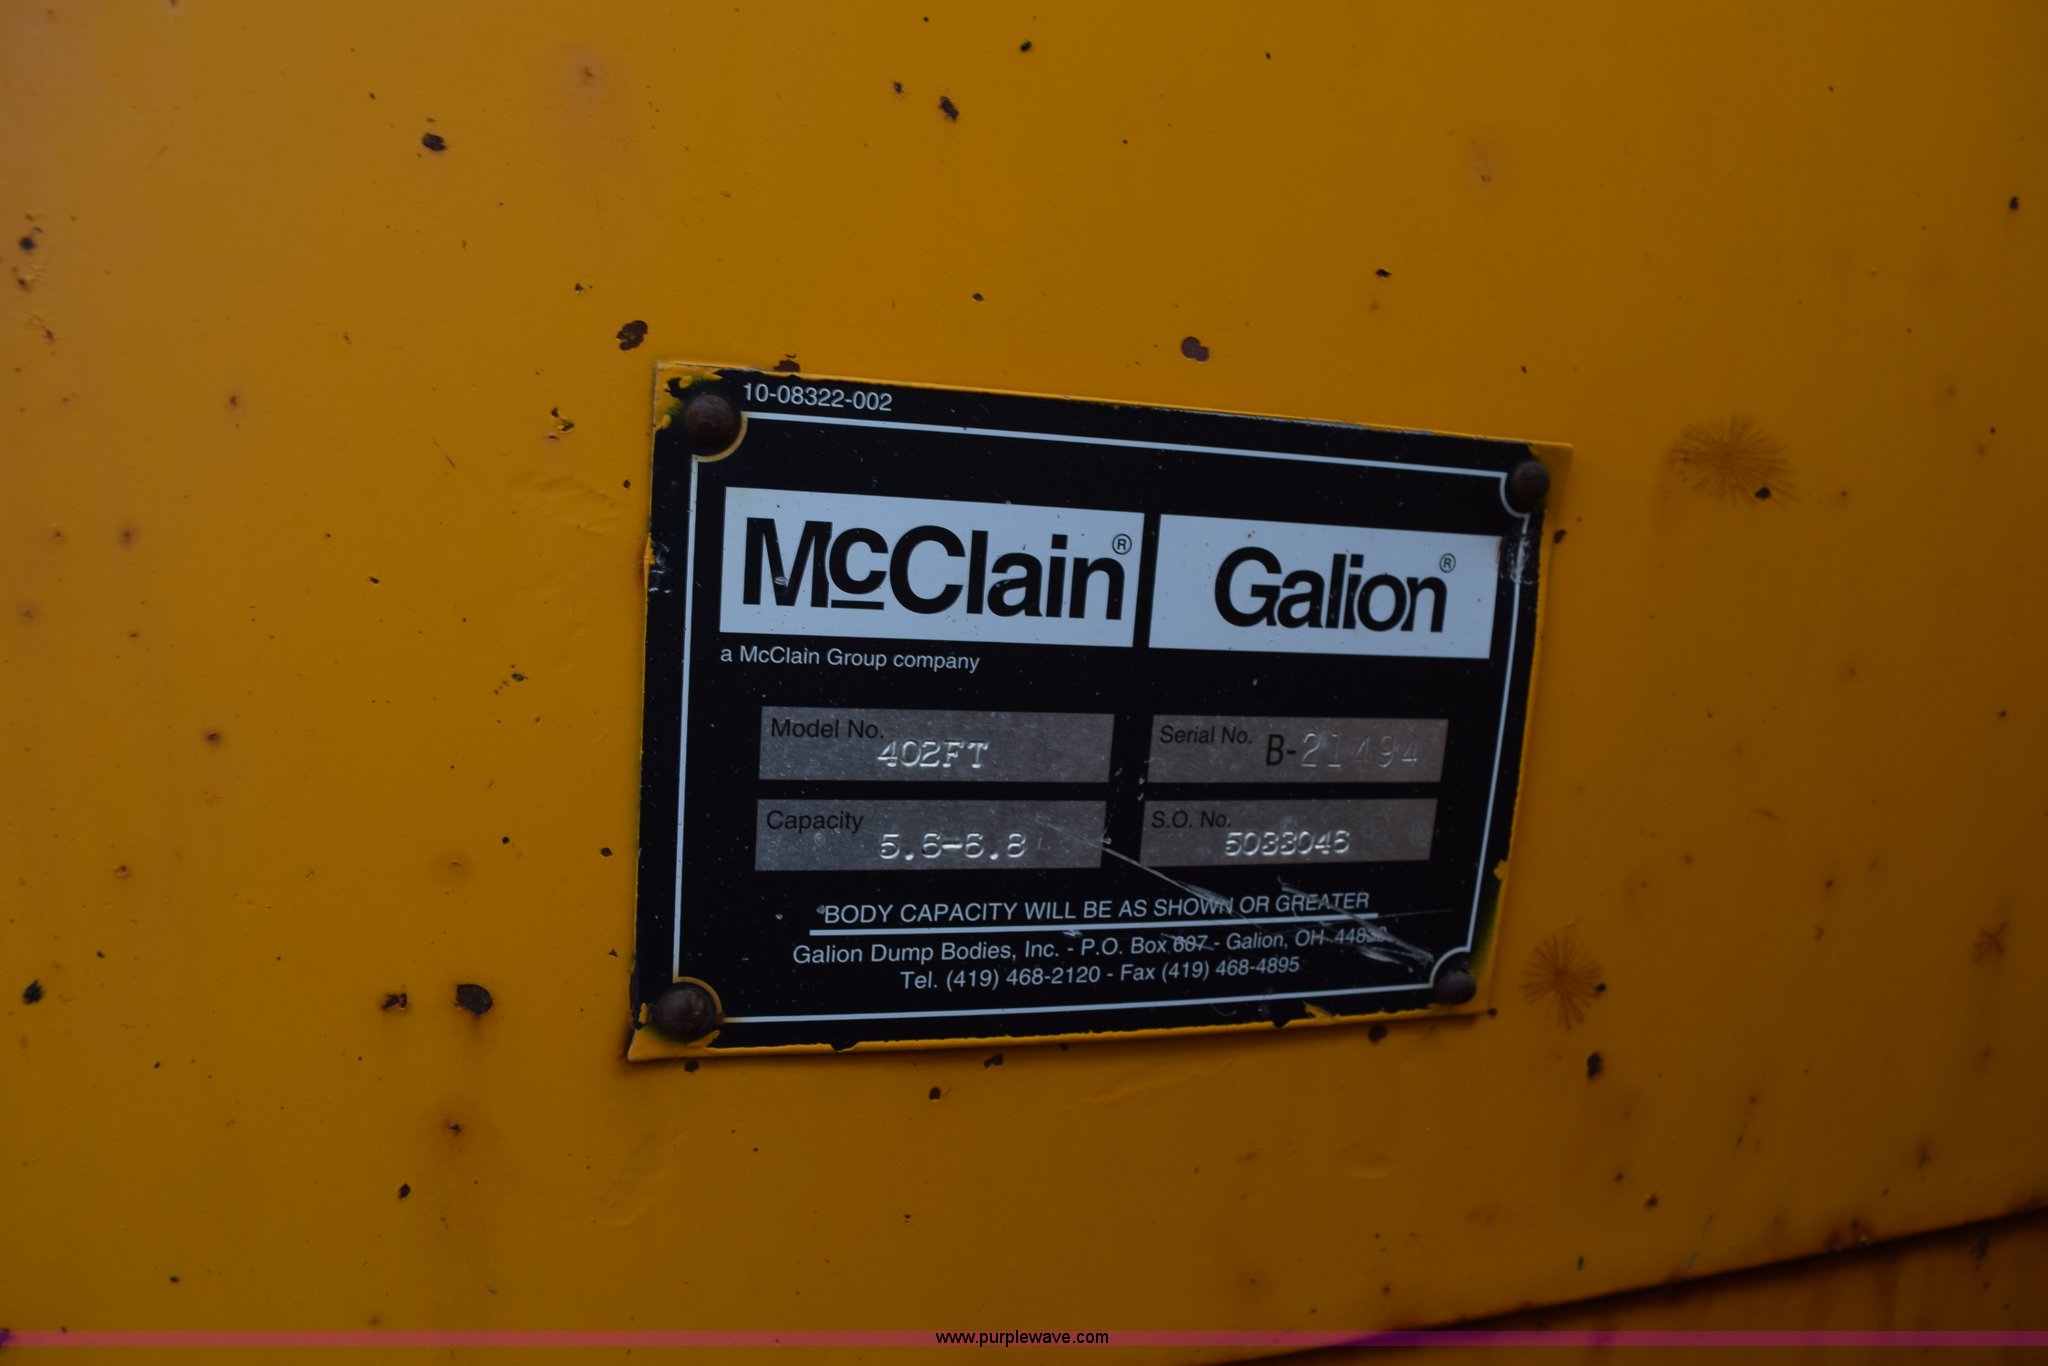 10-08322-002
McClain® Galion®
a McClain Group company
Model No. 402FT
Serial No. B-21494
Capacity 5.6-6.8
S.O. No. 5033046
BODY CAPACITY WILL BE AS SHOWN OR GREATER
Galion Dump Bodies, Inc. - P.O. Box 607 - Galion, OH
Tel. (419) 468-2120 - Fax (419) 468-4895
www.purplewave.com